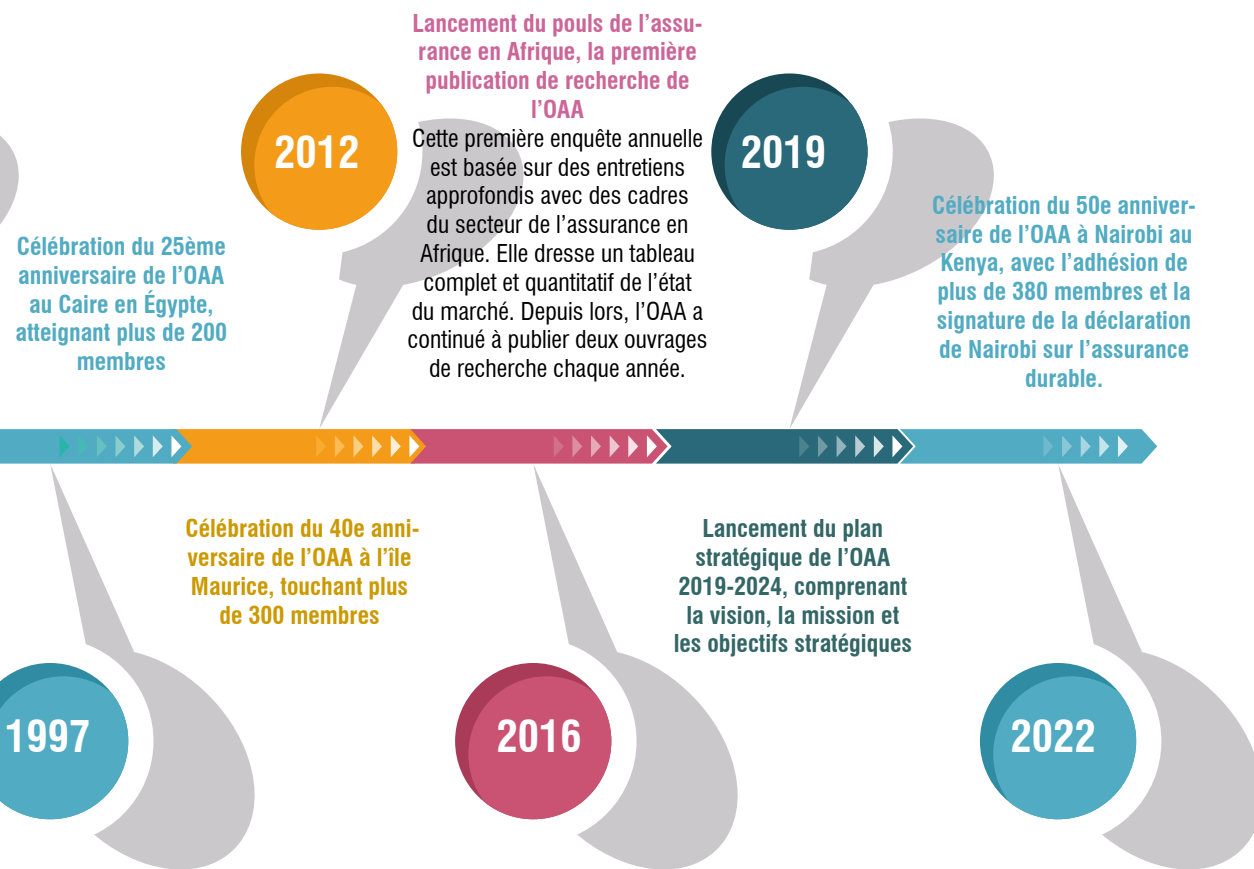 1997
Célébration du 25ème
anniversaire de l’OAA
au Caire en Égypte,
atteignant plus de 200
membres
2012
Célébration du 40e anni-
versaire de l’OAA à l’île
Maurice, touchant plus
de 300 membres
2016
Lancement du pouls de l’assu-
rance en Afrique, la première
publication de recherche de
l’OAA
Cette première enquête annuelle
est basée sur des entretiens
approfondis avec des cadres
du secteur de l’assurance en
Afrique. Elle dresse un tableau
complet et quantitatif de l’état
du marché. Depuis lors, l’OAA a
continué à publier deux ouvrages
de recherche chaque année.
2019
Lancement du plan
stratégique de l’OAA
2019-2024, comprenant
la vision, la mission et
les objectifs stratégiques
2022
Célébration du 50e anniver-
saire de l’OAA à Nairobi au
Kenya, avec l’adhésion de
plus de 380 membres et la
signature de la déclaration
de Nairobi sur l’assurance
durable.